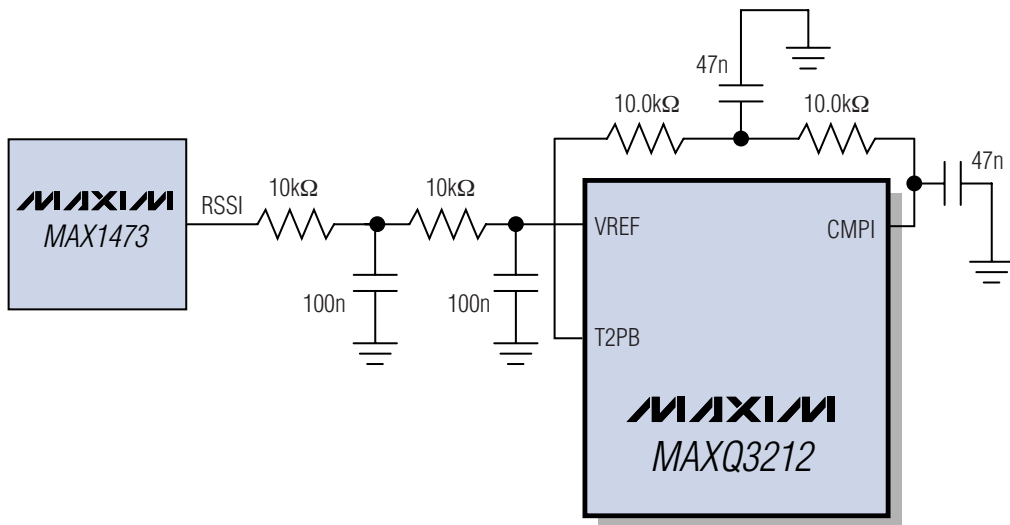 47n
10.0kΩ
10.0kΩ
47n
MAXIM
MAX1473
RSSI
10kΩ
10kΩ
100n
100n
VREF
CMPI
T2PB
MAXIM
MAXQ3212